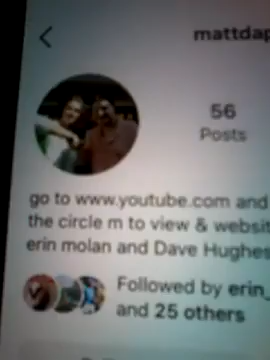 mattdap
56
Posts
go to www.youtube.com and
the circle m to view & websit
erin molan and Dave Hughes
Followed by erin_
and 25 others